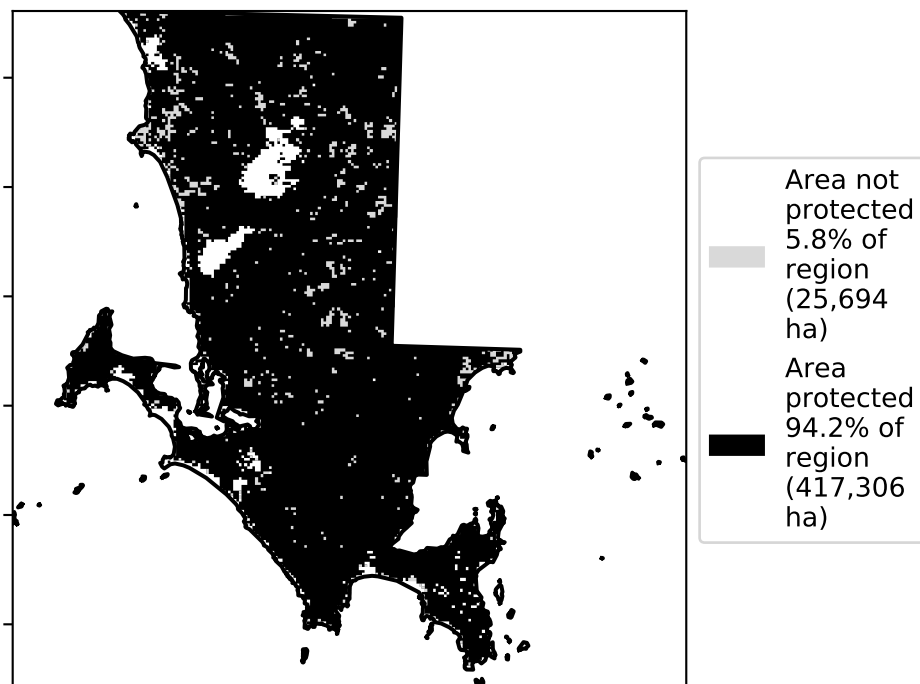 Area not
protected
5.8% of
region
(25,694
ha)
Area
protected
94.2% of
region
(417,306
ha)